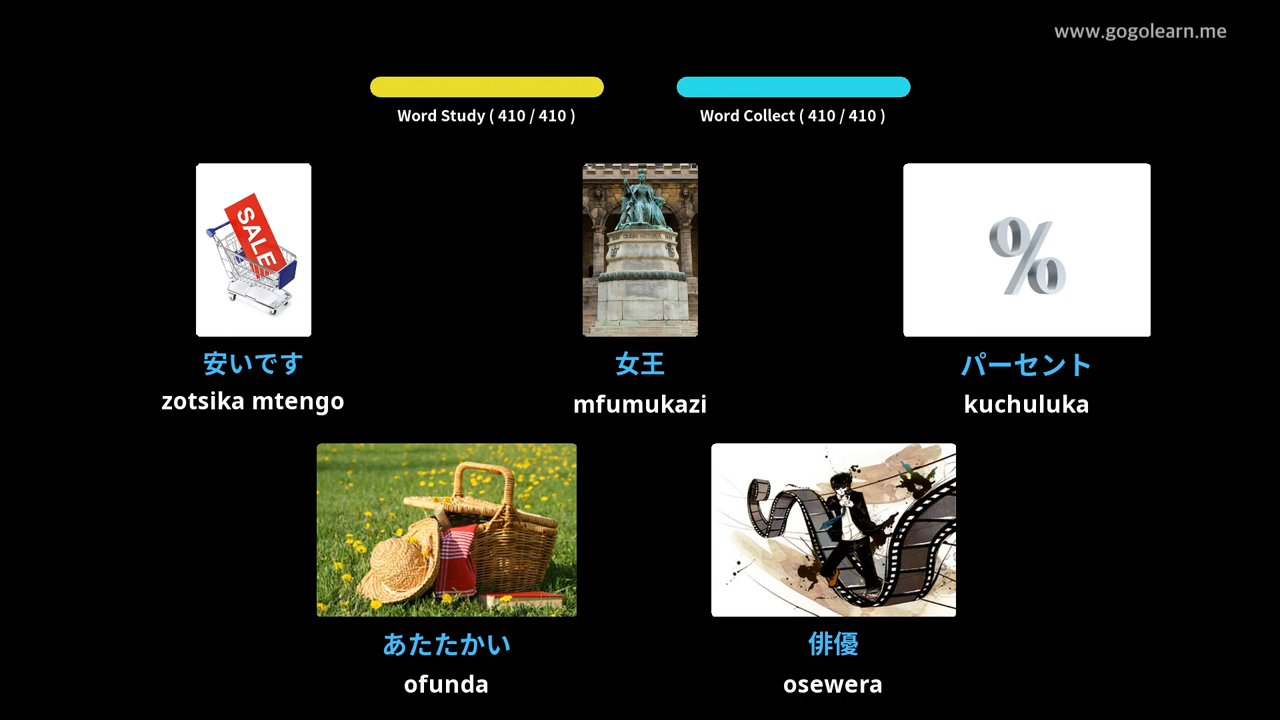 www.gogolearn.me
Word Study ( 410 / 410 )
Word Collect ( 410 / 410 )
SALE
%
安いです
女王
パーセント
zotsika mtengo
mfumukazi
kuchuluka
あたたかい
俳優
ofunda
osewera